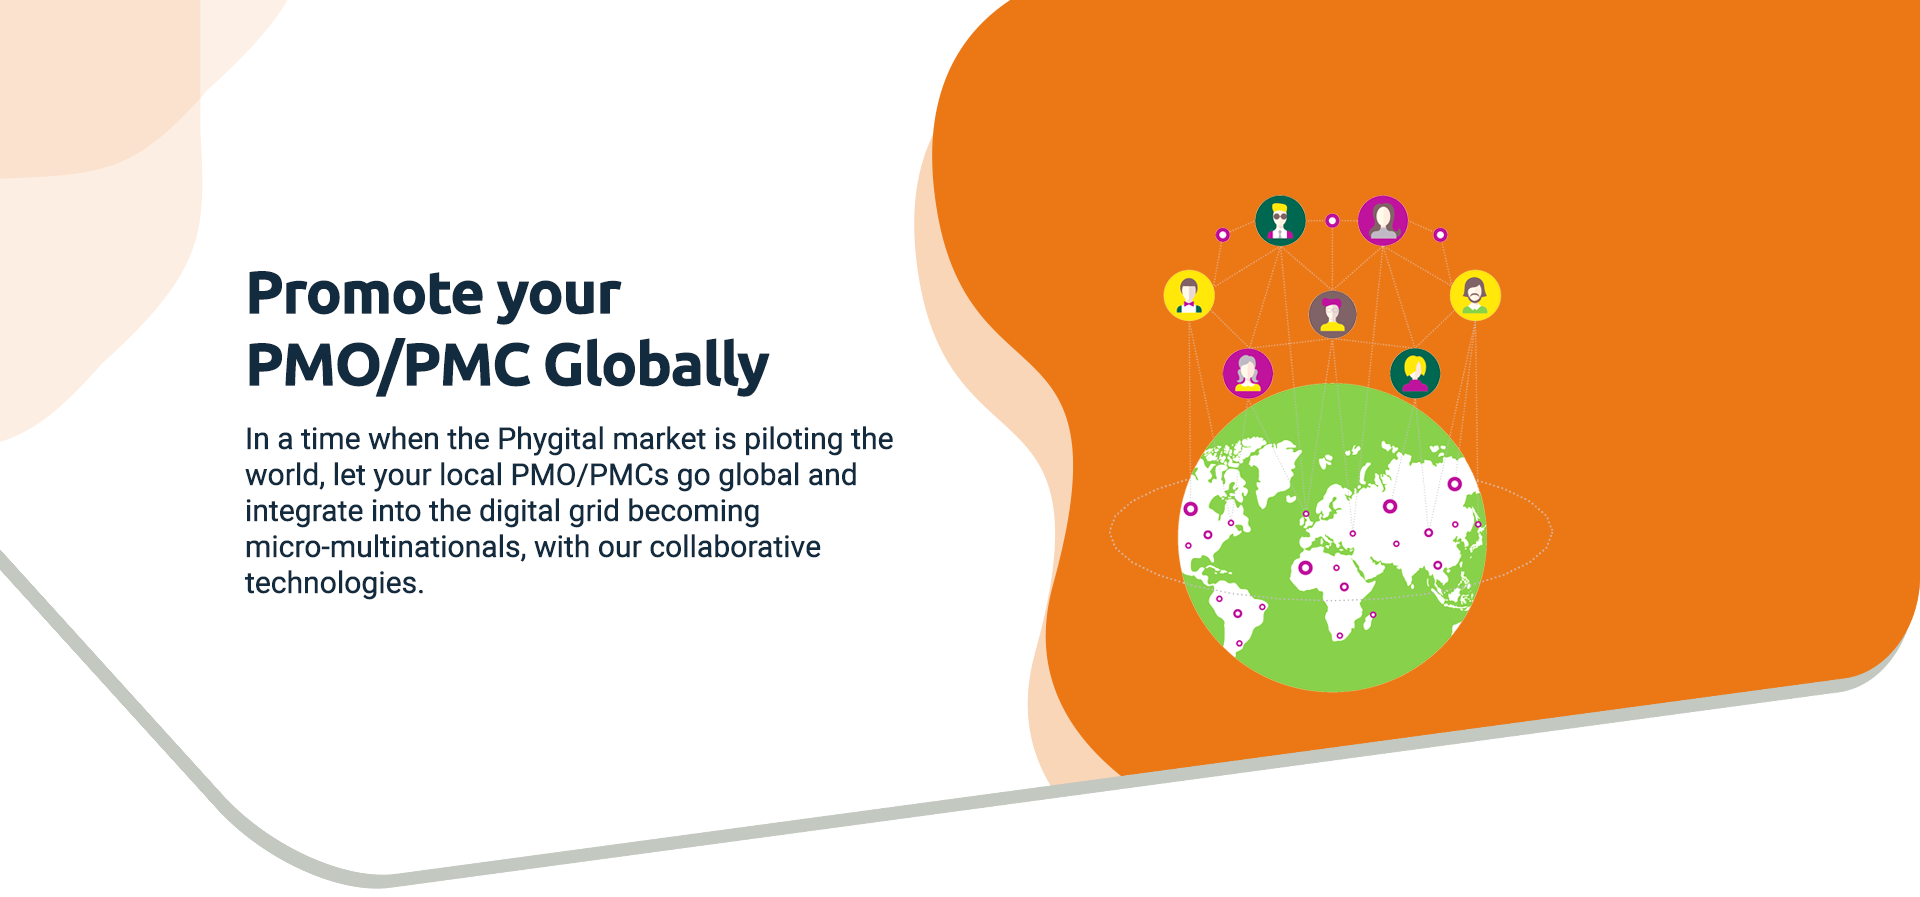 Promote your
PMO/PMC Globally
In a time when the Phygital market is piloting the
world, let your local PMO/PMCs go global and
integrate into the digital grid becoming
micro-multinationals, with our collaborative
technologies.